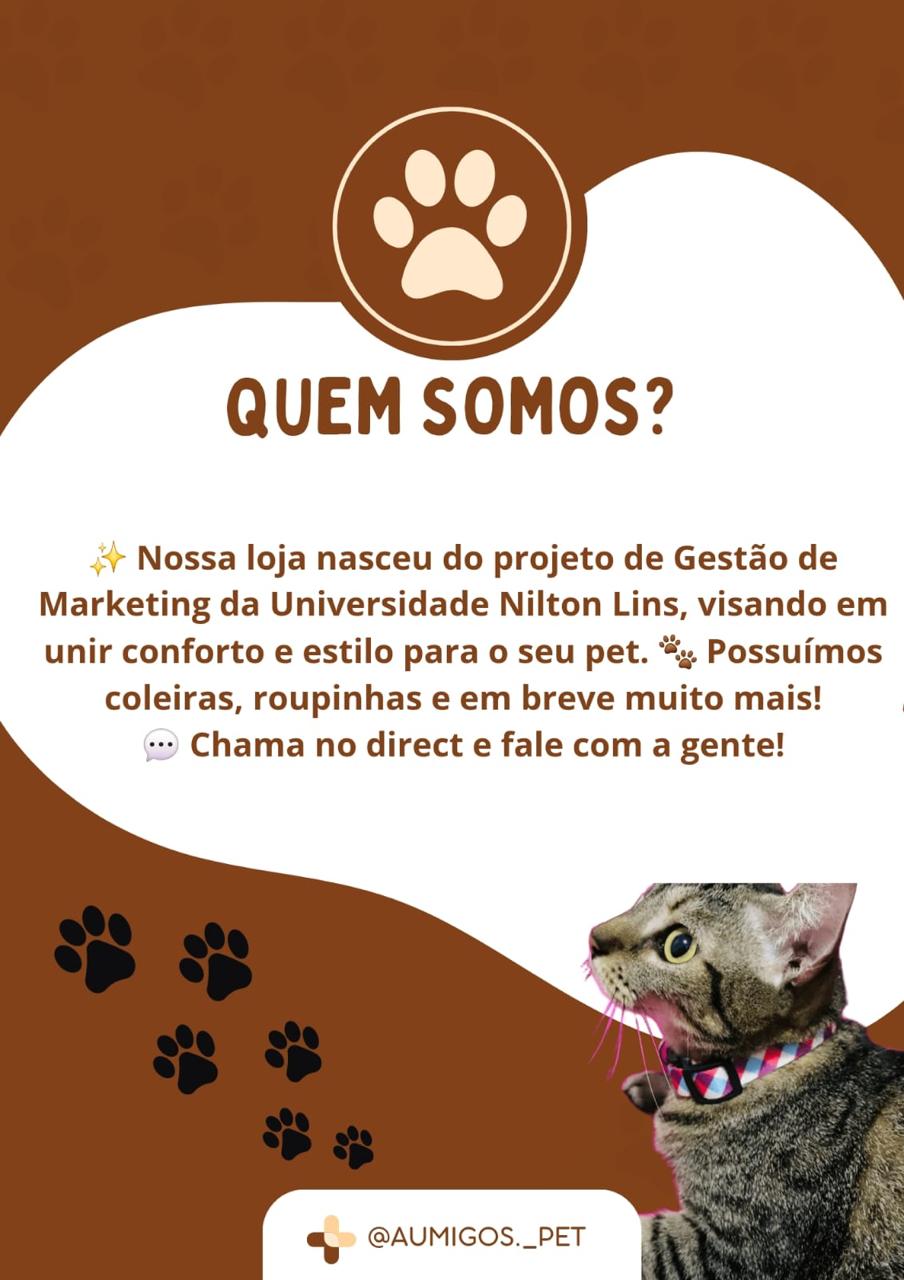 QUEM SOMOS?
✨ Nossa loja nasceu do projeto de Gestão de
Marketing da Universidade Nilton Lins, visando em
unir conforto e estilo para o seu pet. 🐾 Possuímos
coleiras, roupinhas e em breve muito mais!
💬 Chama no direct e fale com a gente!
@AUMIGOS._PET